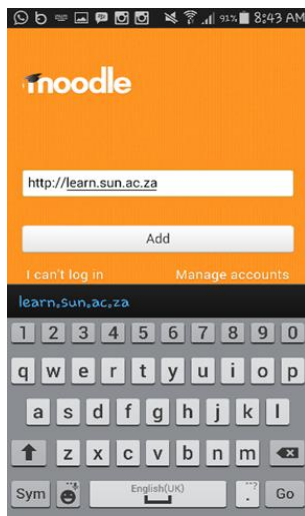 91% 8:43 AM
moodle
http://learn.sun.ac.za
Add
I can't log in Manage accounts
learn.sun.ac.za
1 2 3 4 5 6 7 8 9 0
q w e r t y u i o p
a s d f g h j k l
z x c v b n m
Sym English(UK) ...? . Go